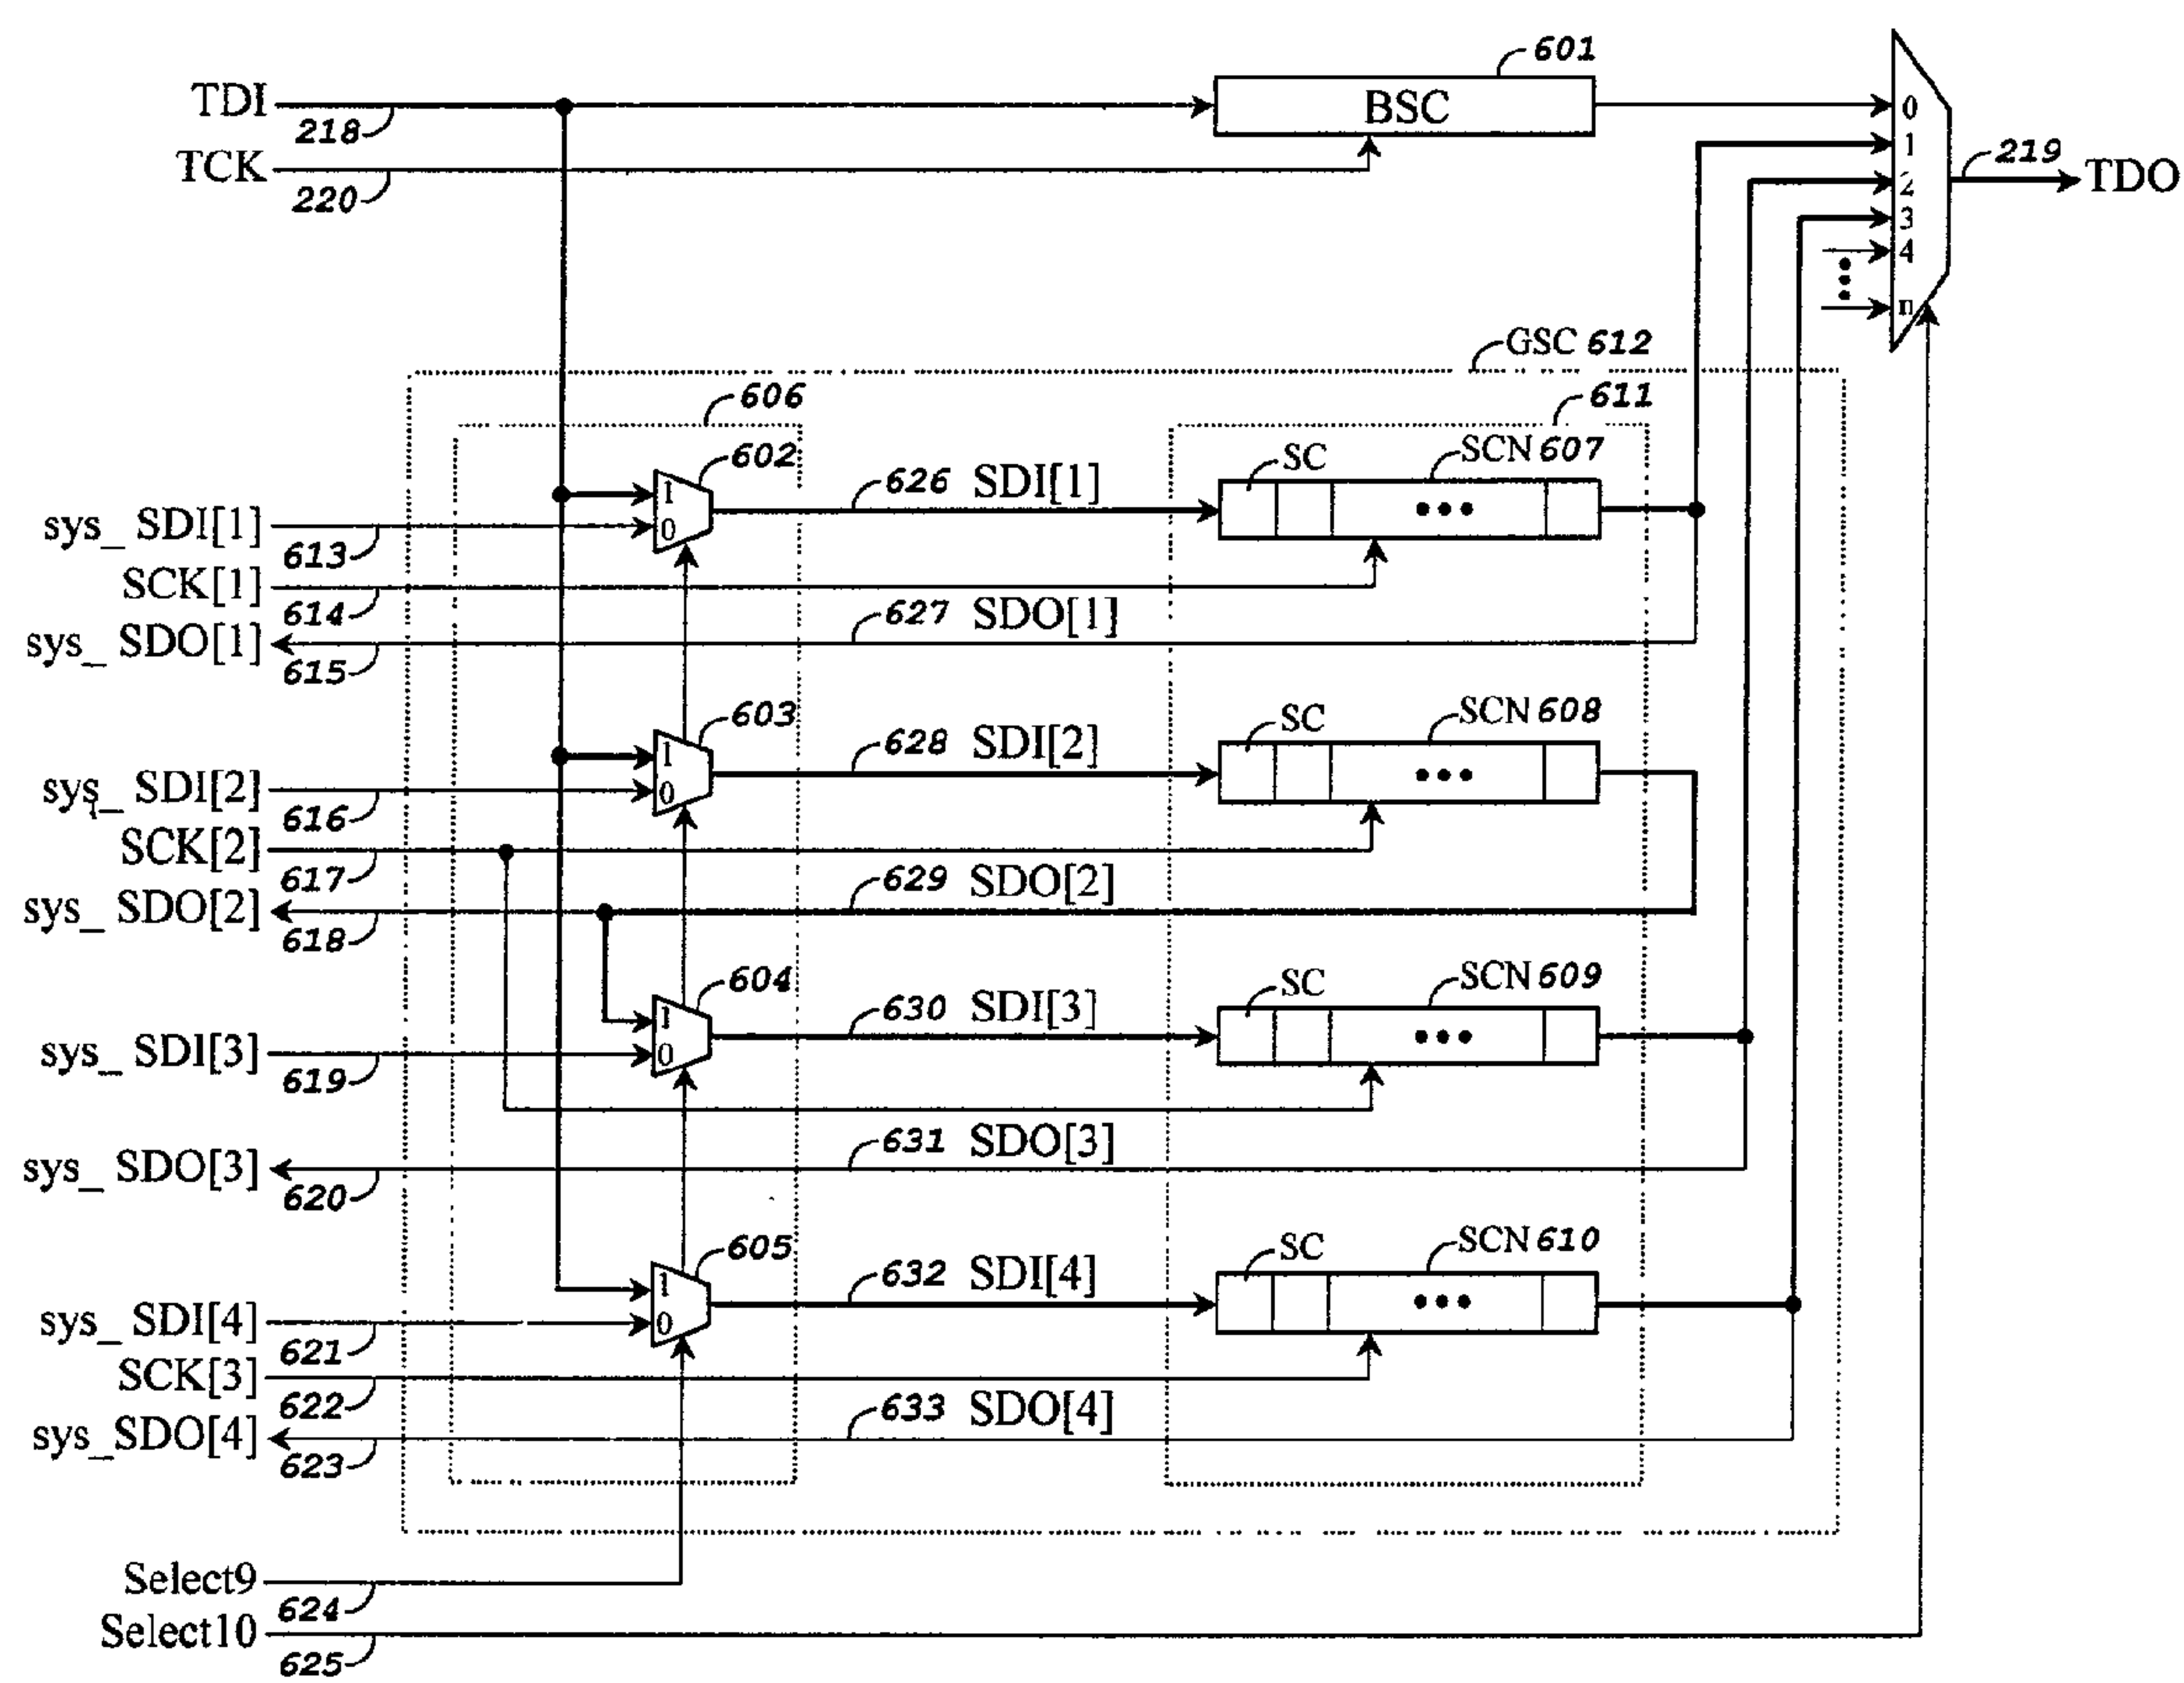 601
TDI
218
BSC
0
TCK
220
1
2
3
4
n
219
TDO
GSC 612
606
611
602
1
0
626 SDI[1]
SC
SCN 607
sys_ SDI[1]
613
SCK[1]
614
627 SDO[1]
sys_ SDO[1]
615
603
1
0
628 SDI[2]
SC
SCN 608
sys_ SDI[2]
616
SCK[2]
617
629 SDO[2]
sys_ SDO[2]
618
604
1
0
630 SDI[3]
SC
SCN 609
sys_ SDI[3]
619
631 SDO[3]
sys_ SDO[3]
620
605
1
0
632 SDI[4]
SC
SCN 610
sys_ SDI[4]
621
SCK[3]
622
633 SDO[4]
sys_SDO[4]
623
Select9
624
Select10
625